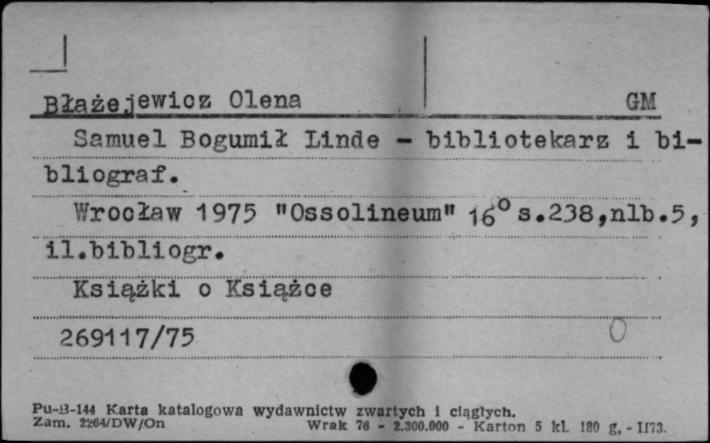 Błażejewicz Olena GM
Samuel Bogumił Linde - bibliotekarz i bi-
bliograf.
Wrocław 1975 "Ossolineum" 16° s.238,nlb.5,
il.bibliogr.
Książki o Książce
269117/75 0
Pu-B-144 Karta katalogowa wydawnictw zwartych i ciągłych.
Zam. 2264/DW/On Wrak 76 - 2.300.000 - Karton 5 kl. 180 g, - II73.